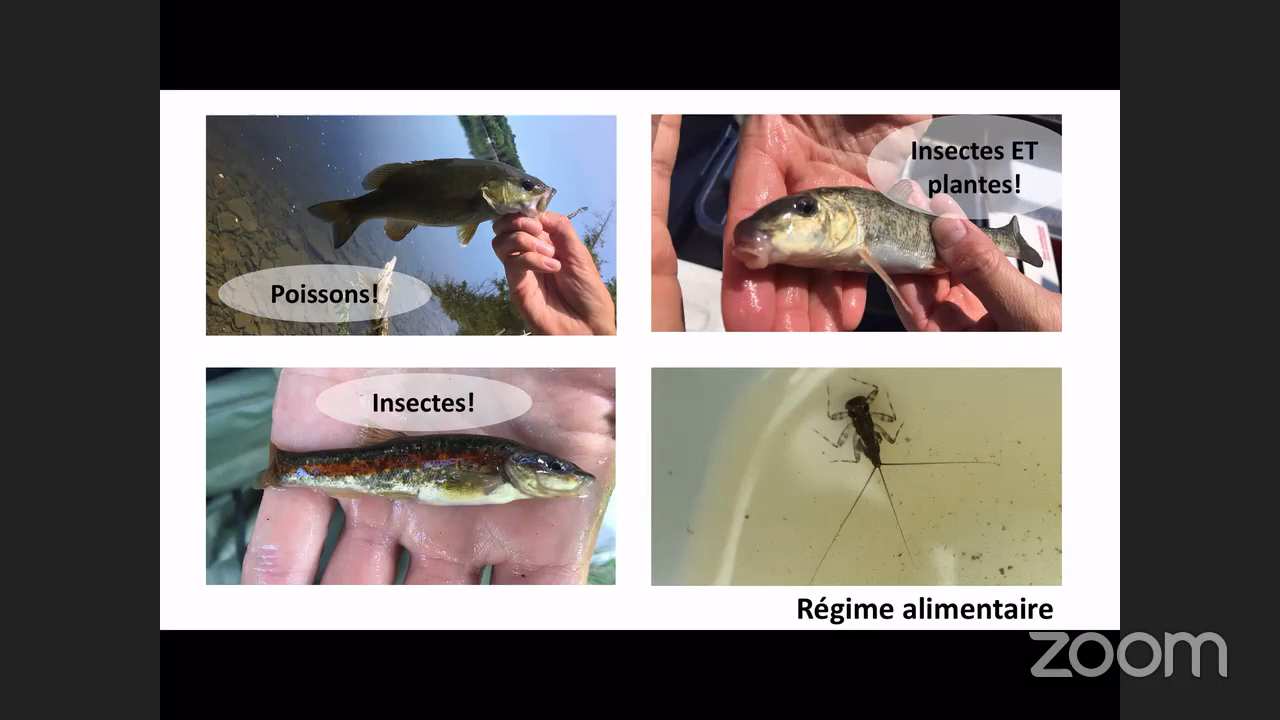 Insectes ET
plantes!
Poissons!
Insectes!
Régime alimentaire
zoom